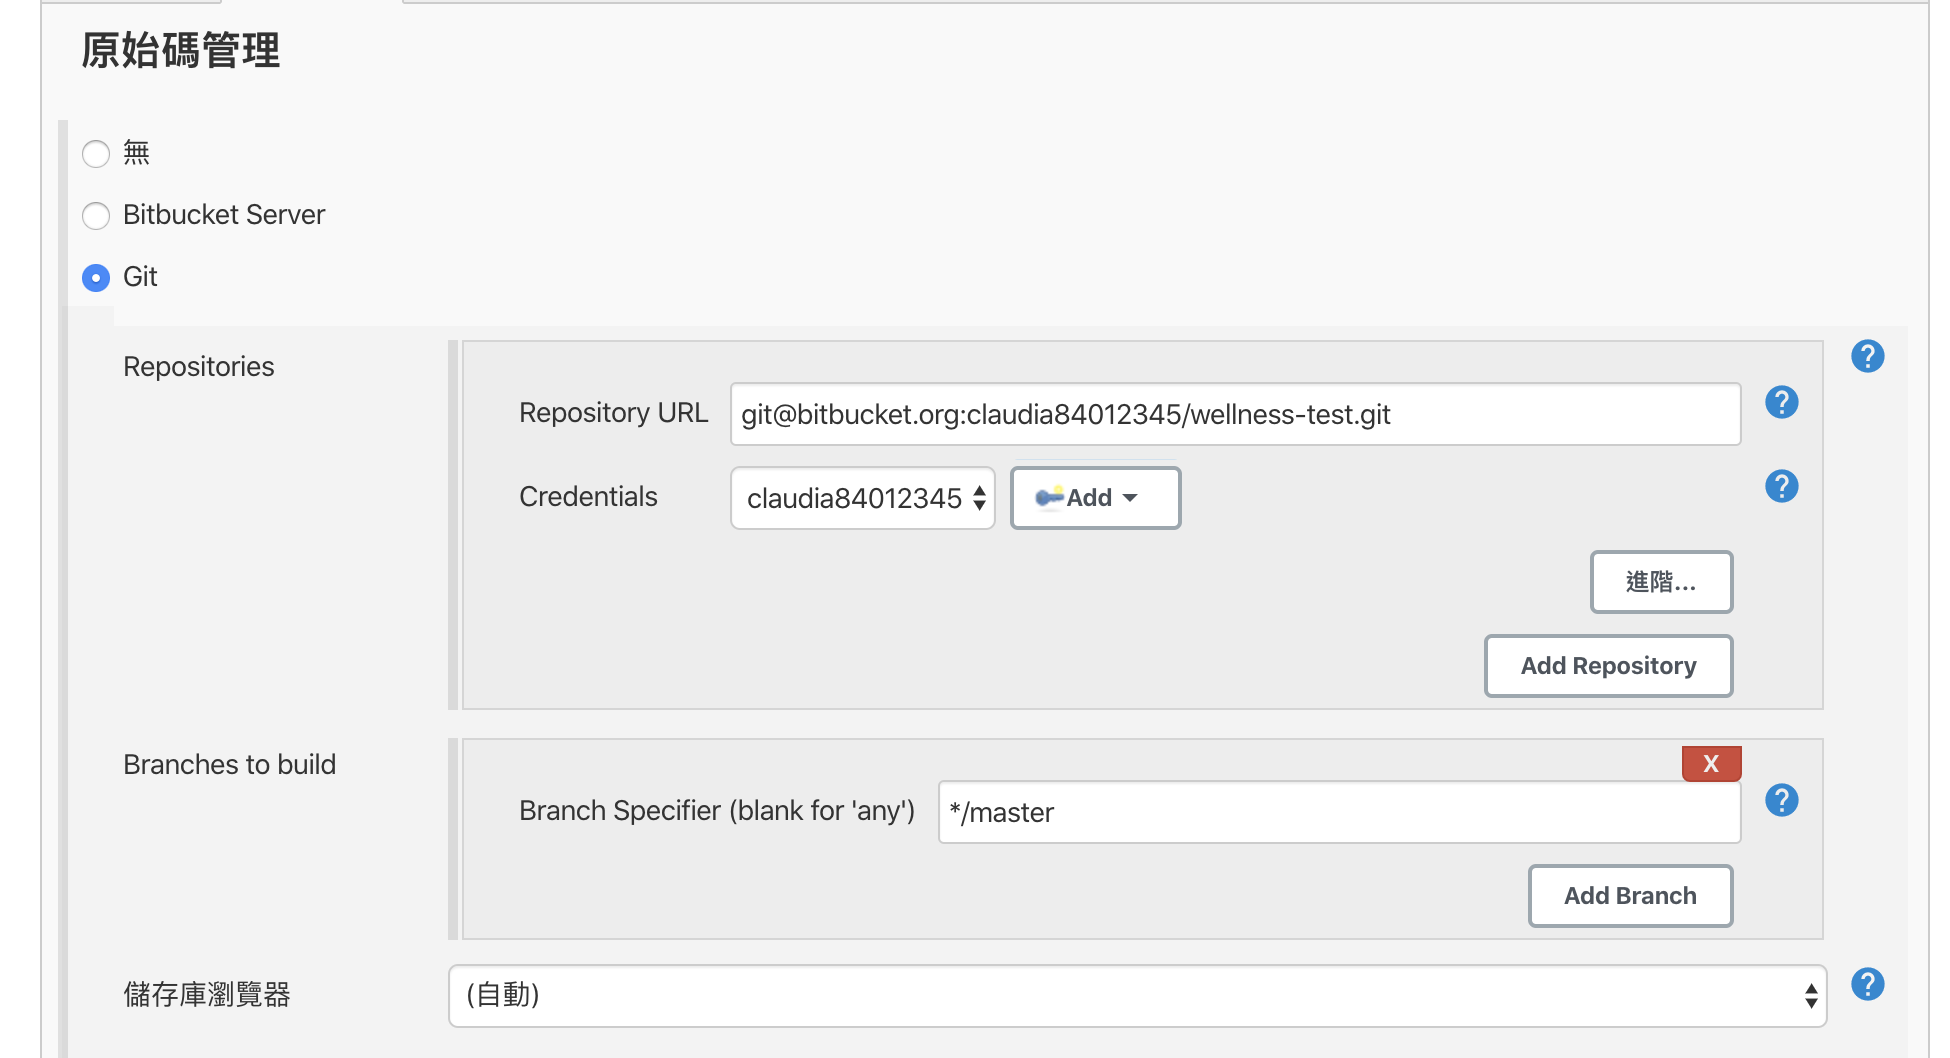 原始碼管理
無
Bitbucket Server
Git
Repositories
?
Repository URL
git@bitbucket.org:claudia84012345/wellness-test.git
?
Credentials
claudia84012345
Add
?
進階...
Add Repository
Branches to build
X
Branch Specifier (blank for 'any')
*/master
?
Add Branch
儲存庫瀏覽器
(自動)
?